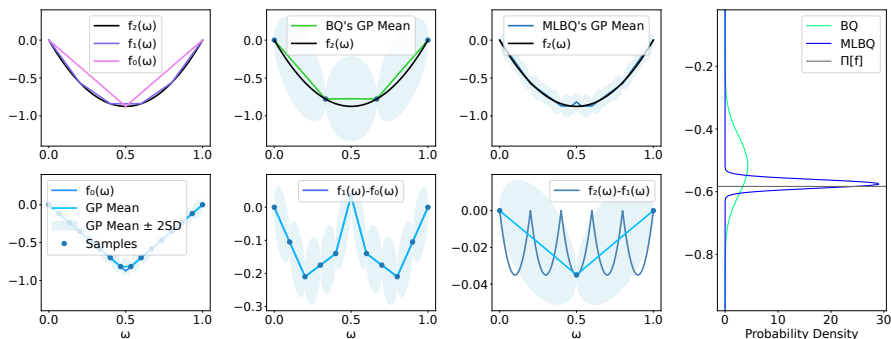 f₂(ω)
f₁(ω)
f₀(ω)
0.0
−0.5
−1.0
0.0
0.5
1.0
BQ's GP Mean
f₂(ω)
0.0
−0.5
−1.0
0.0
0.5
1.0
MLBQ's GP Mean
f₂(ω)
0.0
−0.5
−1.0
0.0
0.5
1.0
f₀(ω)
GP Mean
GP Mean ± 2SD
Samples
0.0
−0.5
−1.0
0.0
0.5
1.0
ω
f₁(ω)-f₀(ω)
0.0
−0.1
−0.2
−0.3
0.0
0.5
1.0
ω
f₂(ω)-f₁(ω)
0.00
−0.02
−0.04
0.0
0.5
1.0
ω
BQ
MLBQ
Π[f]
−0.2
−0.4
−0.6
−0.8
0
10
20
30
Probability Density